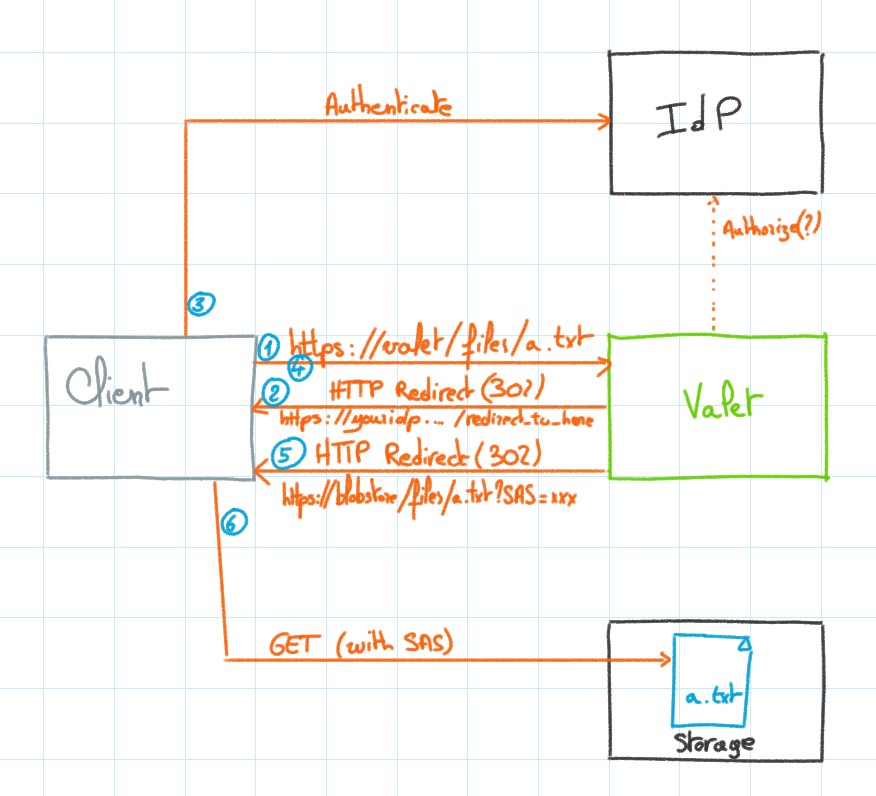 Authenticate
IdP
Authorize(?)
3
1 https://valet/files/a.txt
4
Client
2 HTTP Redirect (302)
Valet
https://youridp.... /redirect_to_here
5 HTTP Redirect (302)
https://blobstore/files/a.txt?SAS=xxx
6
GET (with SAS)
a.txt
Storage